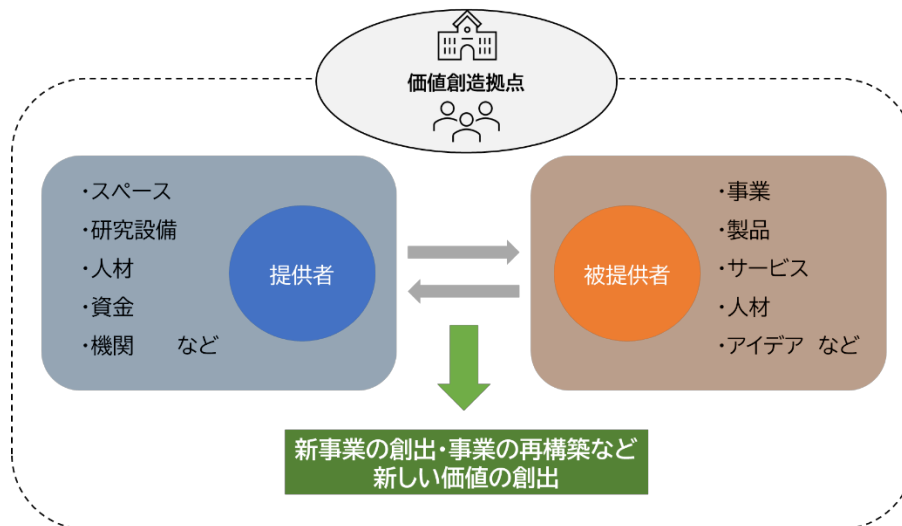 価値創造拠点
・スペース
・研究設備
・人材
・資金
・機関　など
提供者
被提供者
・事業
・製品
・サービス
・人材
・アイデア など
新事業の創出・事業の再構築など
新しい価値の創出